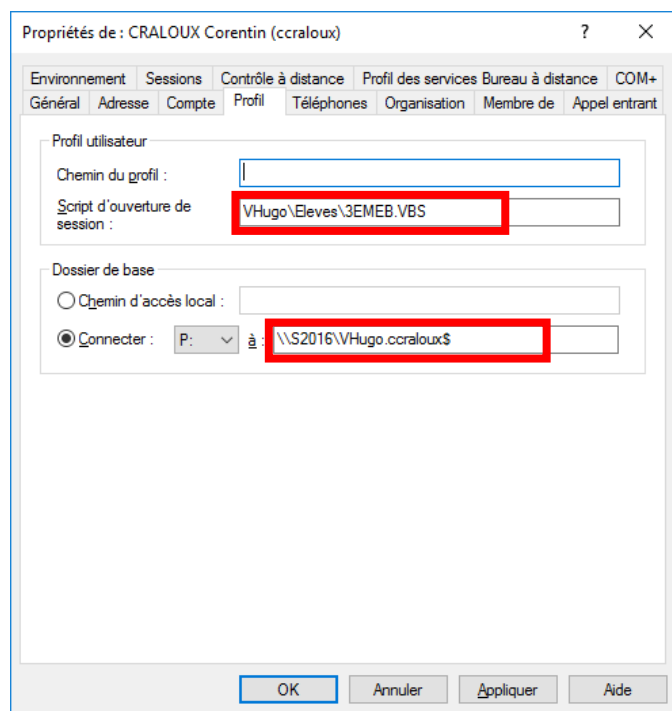 Propriétés de : CRALOUX Corentin (ccraloux) ? X
Environnement Sessions Contrôle à distance Profil des services Bureau à distance COM+
Général Adresse Compte Profil Téléphones Organisation Membre de Appel entrant
Profil utilisateur
Chemin du profil :
Script d'ouverture de session : VHugo\Eleves\3EMEB.VBS
Dossier de base
Chemin d'accès local :
Connecter : P: à : \\S2016\VHugo.ccraloux$
OK Annuler Appliquer Aide